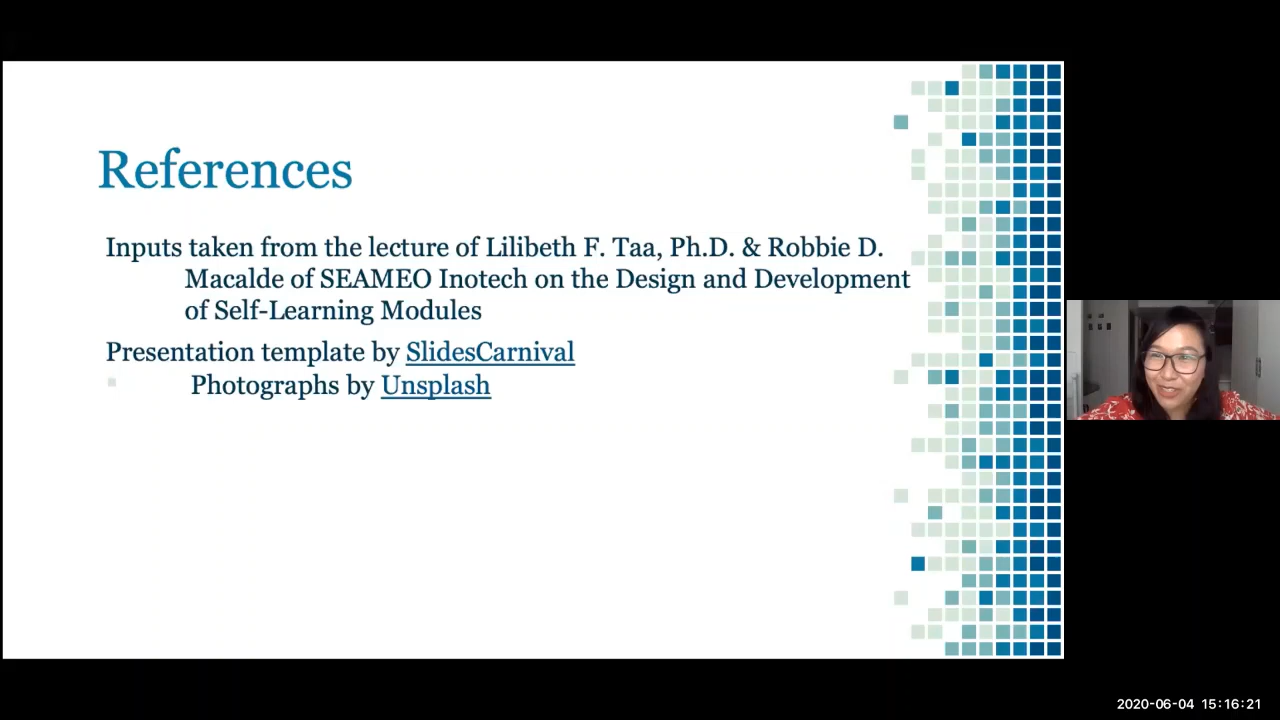 References
Inputs taken from the lecture of Lilibeth F. Taa, Ph.D. & Robbie D.
Macalde of SEAMEO Inotech on the Design and Development
of Self-Learning Modules
Presentation template by SlidesCarnival
Photographs by Unsplash
2020-06-04 15:16:21